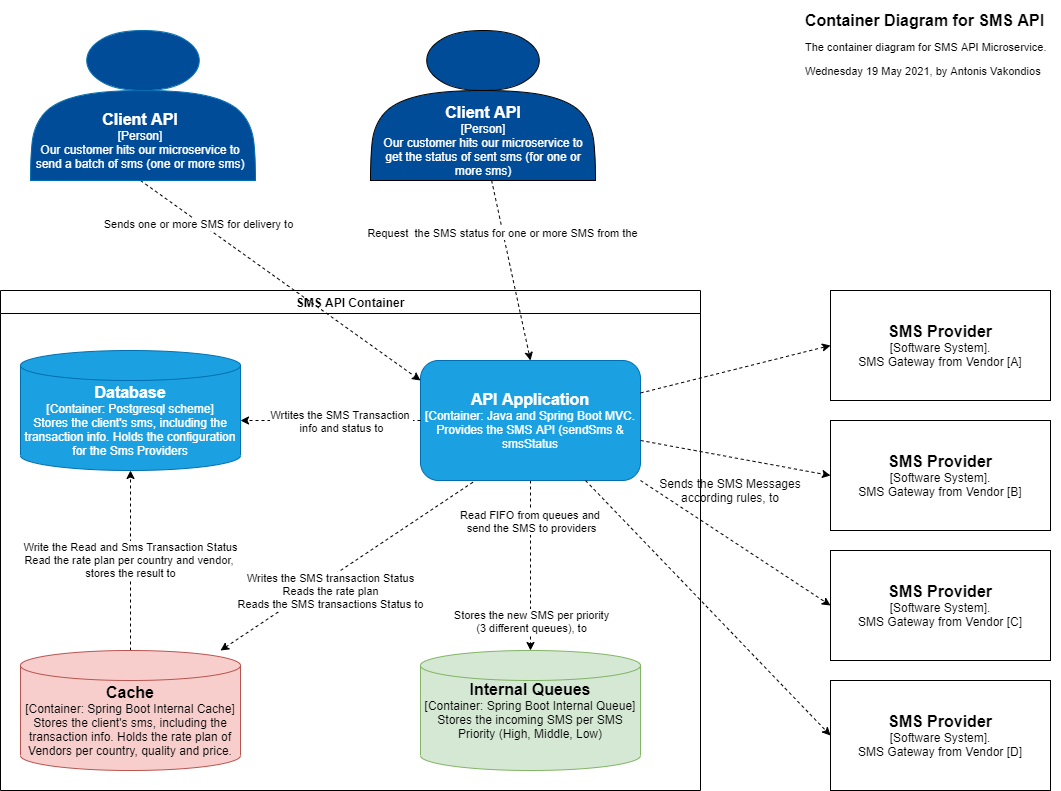 Container Diagram for SMS API
The container diagram for SMS API Microservice.
Wednesday 19 May 2021, by Antonis Vakondios
Client API
[Person]
Our customer hits our microservice to
send a batch of sms (one or more sms)
Client API
[Person]
Our customer hits our microservice to
get the status of sent sms (for one or
more sms)
Sends one or more SMS for delivery to
Request  the SMS status for one or more SMS from the
SMS API Container
Database
[Container: Postgresql scheme]
Stores the client's sms, including the
transaction info. Holds the configuration
for the Sms Providers
Wrtites the SMS Transaction
info and status to
API Application
[Container: Java and Spring Boot MVC.
Provides the SMS API (sendSms &
smsStatus
SMS Provider
[Software System].
SMS Gateway from Vendor [A]
SMS Provider
[Software System].
SMS Gateway from Vendor [B]
Sends the SMS Messages
according rules, to
Read FIFO from queues and
send the SMS to providers
Write the Read and Sms Transaction Status
Read the rate plan per country and vendor,
stores the result to
Writes the SMS transaction Status
Reads the rate plan
Reads the SMS transactions Status to
Stores the new SMS per priority
(3 different queues), to
SMS Provider
[Software System].
SMS Gateway from Vendor [C]
Cache
[Container: Spring Boot Internal Cache]
Stores the client's sms, including the
transaction info. Holds the rate plan of
Vendors per country, quality and price.
Internal Queues
[Container: Spring Boot Internal Queue]
Stores the incoming SMS per SMS
Priority (High, Middle, Low)
SMS Provider
[Software System].
SMS Gateway from Vendor [D]